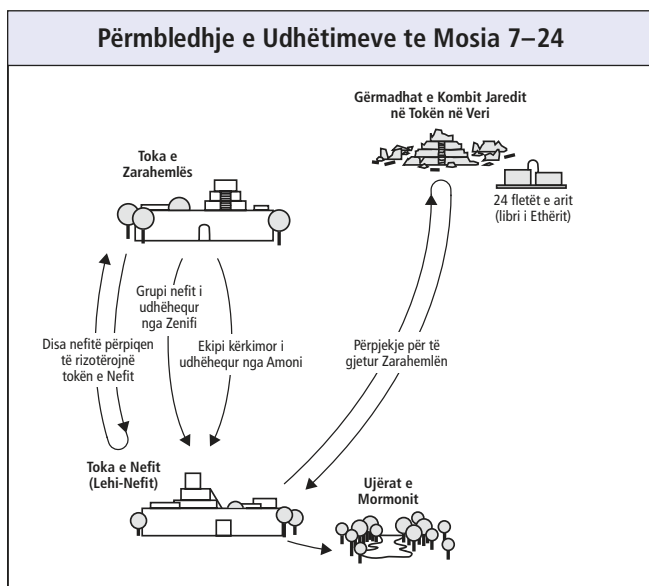 Përmbledhje e Udhëtimeve te Mosia 7–24
Gërmadhat e Kombit Jaredit
në Tokën në Veri
Toka e
Zarahemlës
24 fletët e arit
(libri i Ethërit)
Grupi nefit i
udhëhequr
nga Zenifi
Disa nefitë përpiqen
të rizotërojnë
tokën e Nefit
Ekipi kërkimor i
udhëhequr nga Amoni
Përpjekje për të
gjetur Zarahemlën
Toka e Nefit
(Lehi-Nefit)
Ujërat e
Mormonit